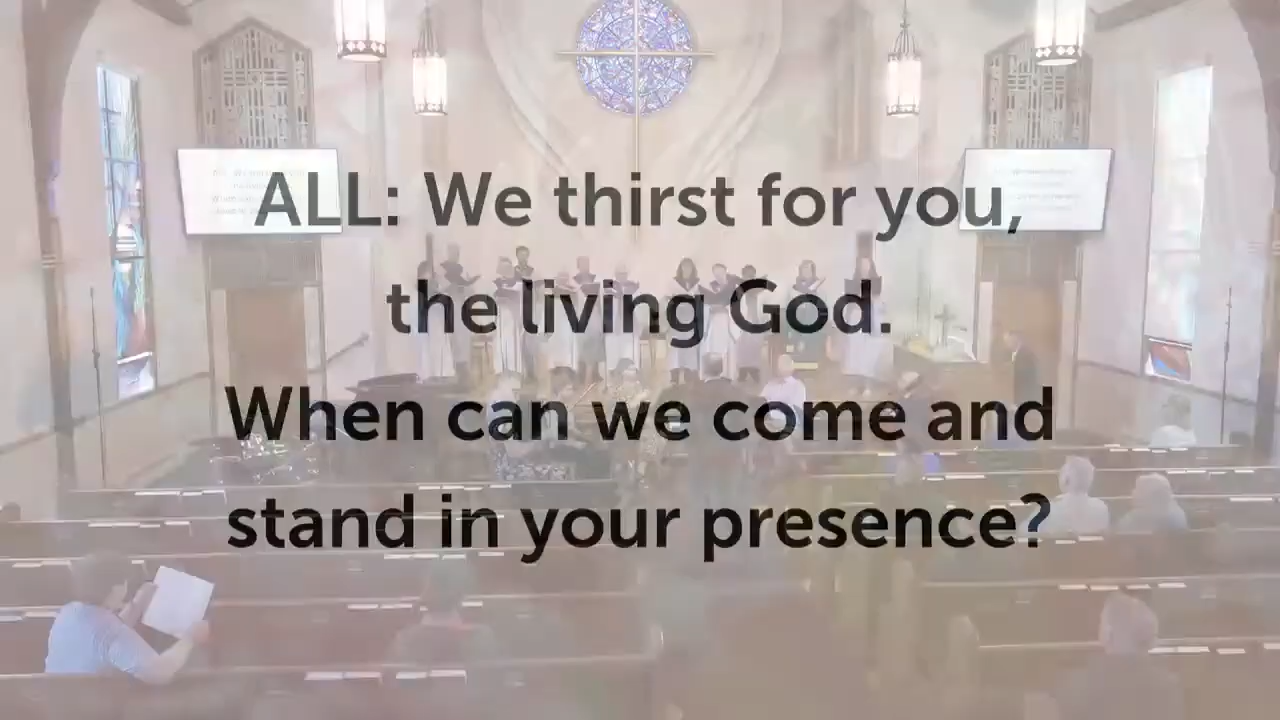 ALL: We thirst for you,
the living God.
When can we come and
stand in your presence?